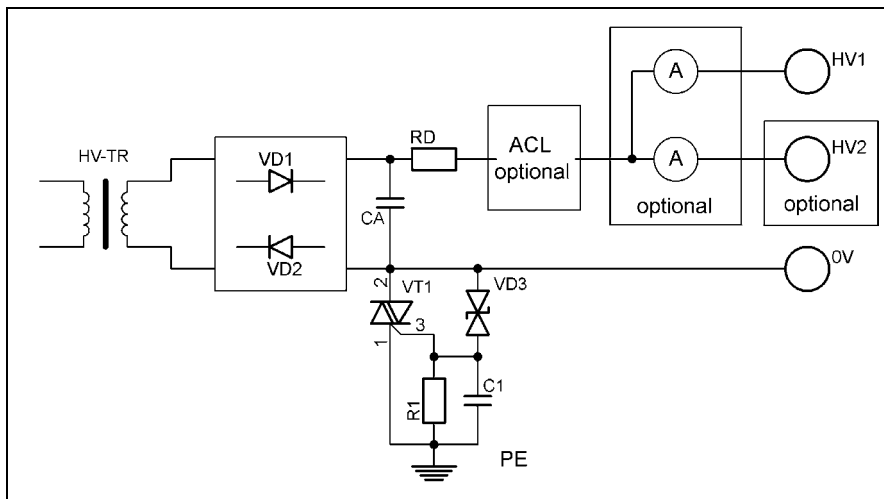 A
HV1
RD
ACL
optional
HV-TR
VD1
A
HV2
optional
optional
CA
VD2
0V
2
VT1
VD3
3
1
R1
C1
PE